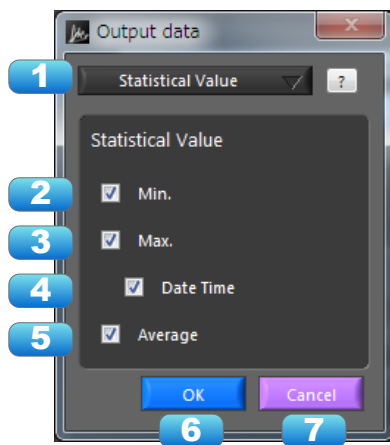 Output data
1
Statistical Value
?
Statistical Value
2
Min.
3
Max.
4
Date Time
5
Average
OK
Cancel
6
7